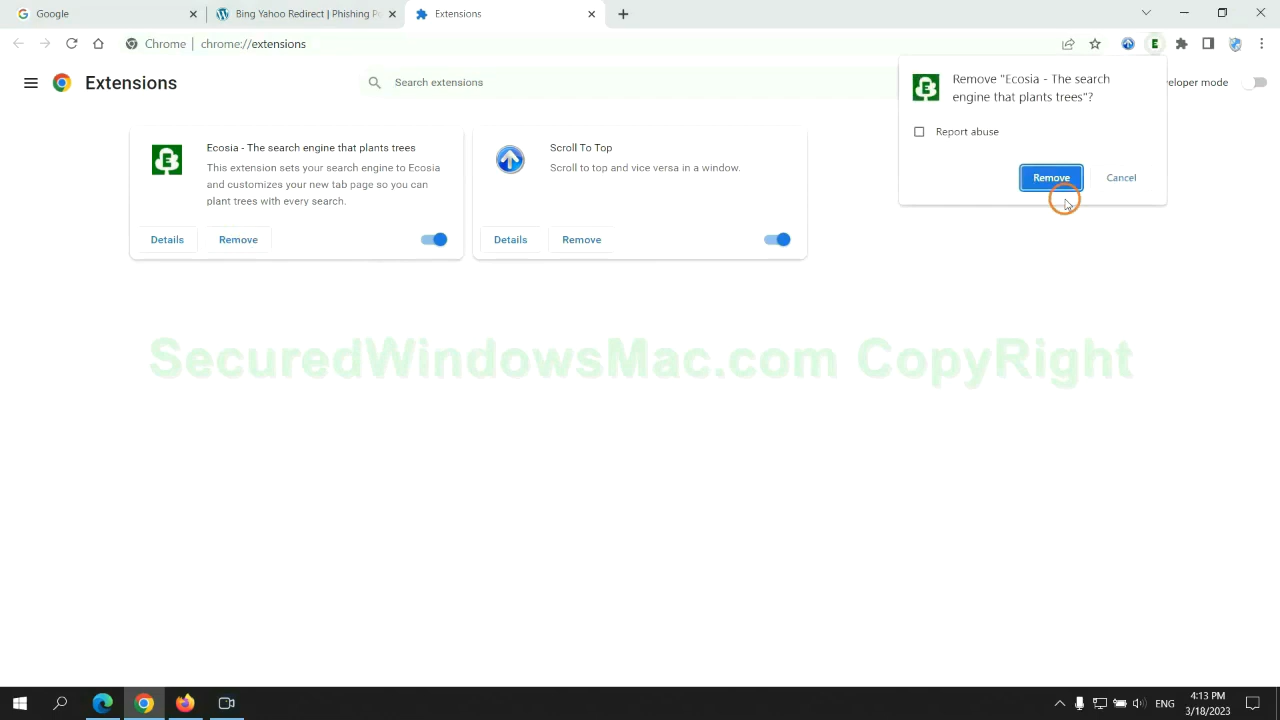 Google
Bing Yahoo Redirect | Phishing Pe
Extensions
Chrome | chrome://extensions
Extensions
Search extensions
veloper mode
Remove "Ecosia - The search
engine that plants trees"?
Report abuse
Remove
Cancel
Ecosia - The search engine that plants trees
This extension sets your search engine to Ecosia
and customizes your new tab page so you can
plant trees with every search.
Details
Remove
Scroll To Top
Scroll to top and vice versa in a window.
Details
Remove
SecuredWindowsMac.com CopyRight
ENG
4:13 PM
3/18/2023